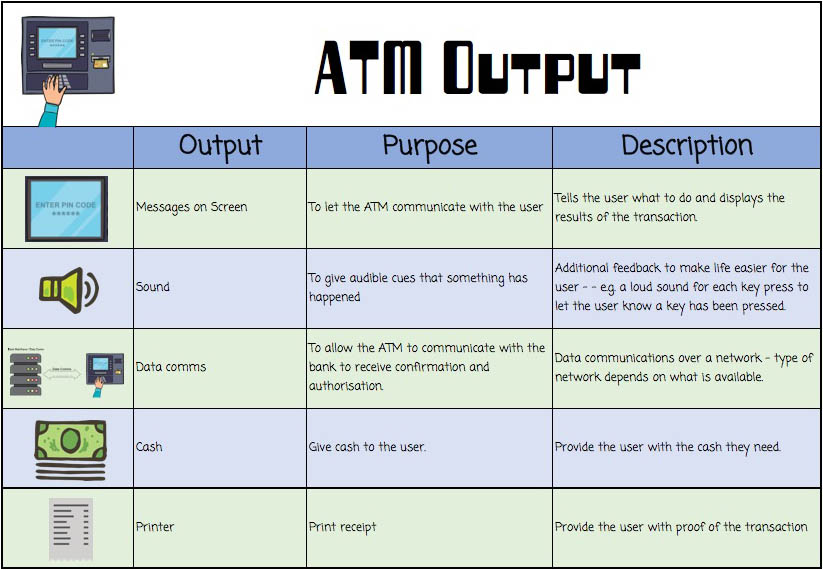 ENTER PIN CODE
******
ATM Output
Output
Purpose
Description
ENTER PIN CODE
******
Messages on Screen
To let the ATM communicate with the user
Tells the user what to do and displays the
results of the transaction.
Sound
To give audible cues that something has
happened
Additional feedback to make life easier for the
user - - e.g. a loud sound for each key press to
let the user know a key has been pressed.
Data Comms
Data comms
To allow the ATM to communicate with the
bank to receive confirmation and
authorisation.
Data communications over a network - type of
network depends on what is available.
Cash
Give cash to the user.
Provide the user with the cash they need.
Printer
Print receipt
Provide the user with proof of the transaction